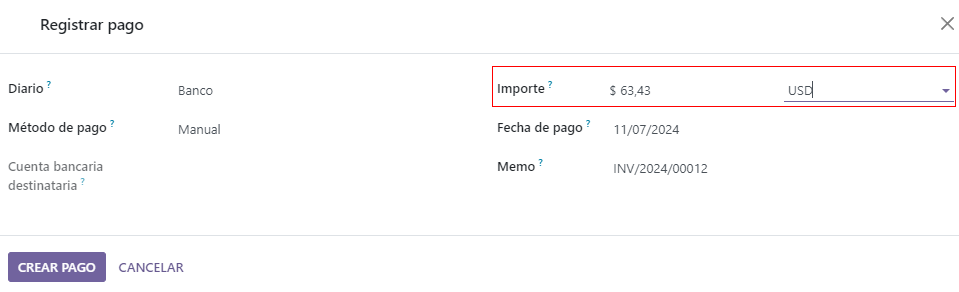 Registrar pago
Diario ?
Banco
Importe ?
$ 63,43
USD
Método de pago ?
Manual
Fecha de pago ?
11/07/2024
Cuenta bancaria
destinataria ?
Memo ?
INV/2024/00012
CREAR PAGO
CANCELAR